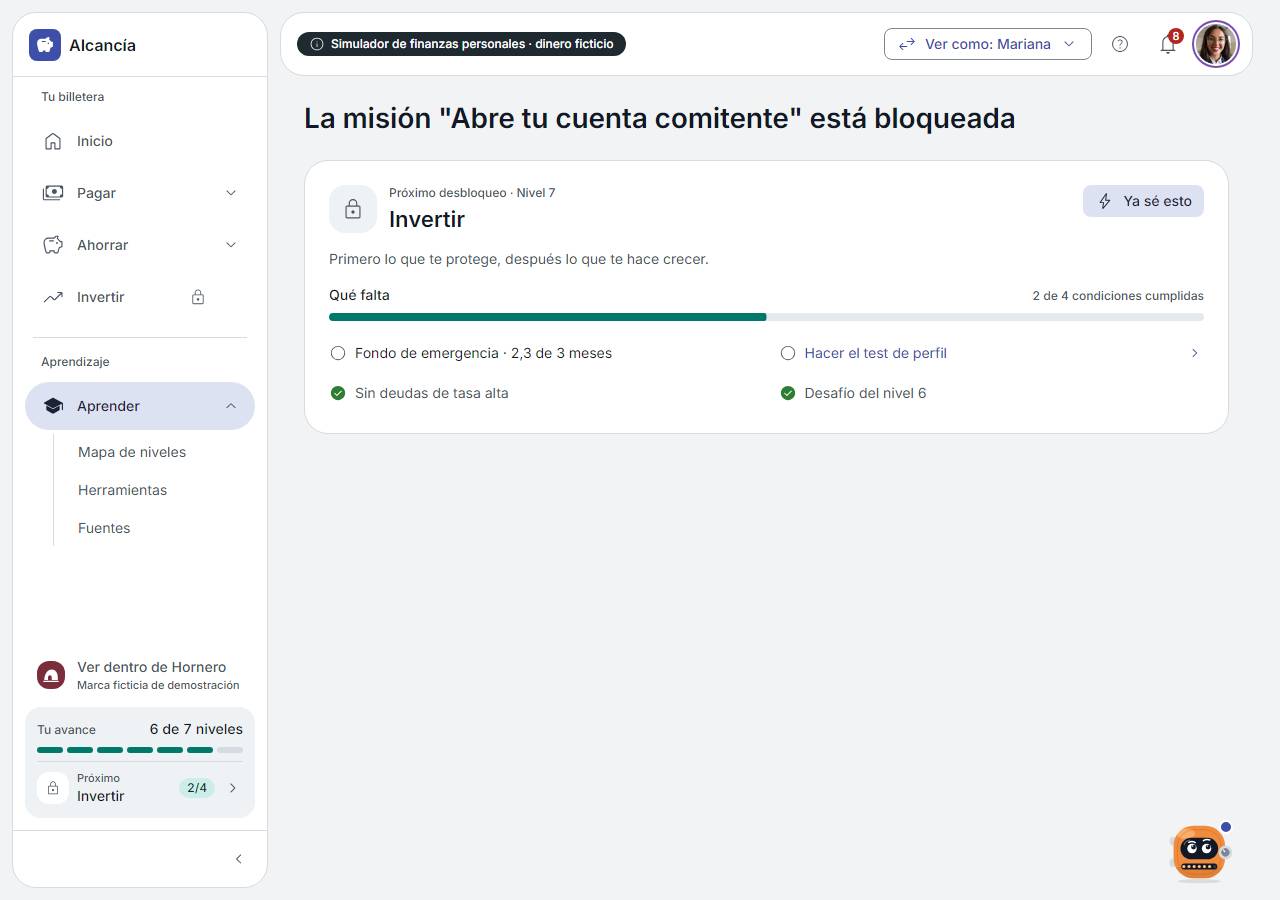 Alcancía
Simulador de finanzas personales · dinero ficticio
Ver como: Mariana
8
Tu billetera
Inicio
Pagar
Ahorrar
Invertir
Aprendizaje
Aprender
Mapa de niveles
Herramientas
Fuentes
Ver dentro de Hornero
Marca ficticia de demostración
Tu avance
6 de 7 niveles
Próximo
Invertir
2/4
La misión "Abre tu cuenta comitente" está bloqueada
Próximo desbloqueo · Nivel 7
Invertir
Ya sé esto
Primero lo que te protege, después lo que te hace crecer.
Qué falta
2 de 4 condiciones cumplidas
Fondo de emergencia · 2,3 de 3 meses
Hacer el test de perfil
Sin deudas de tasa alta
Desafío del nivel 6